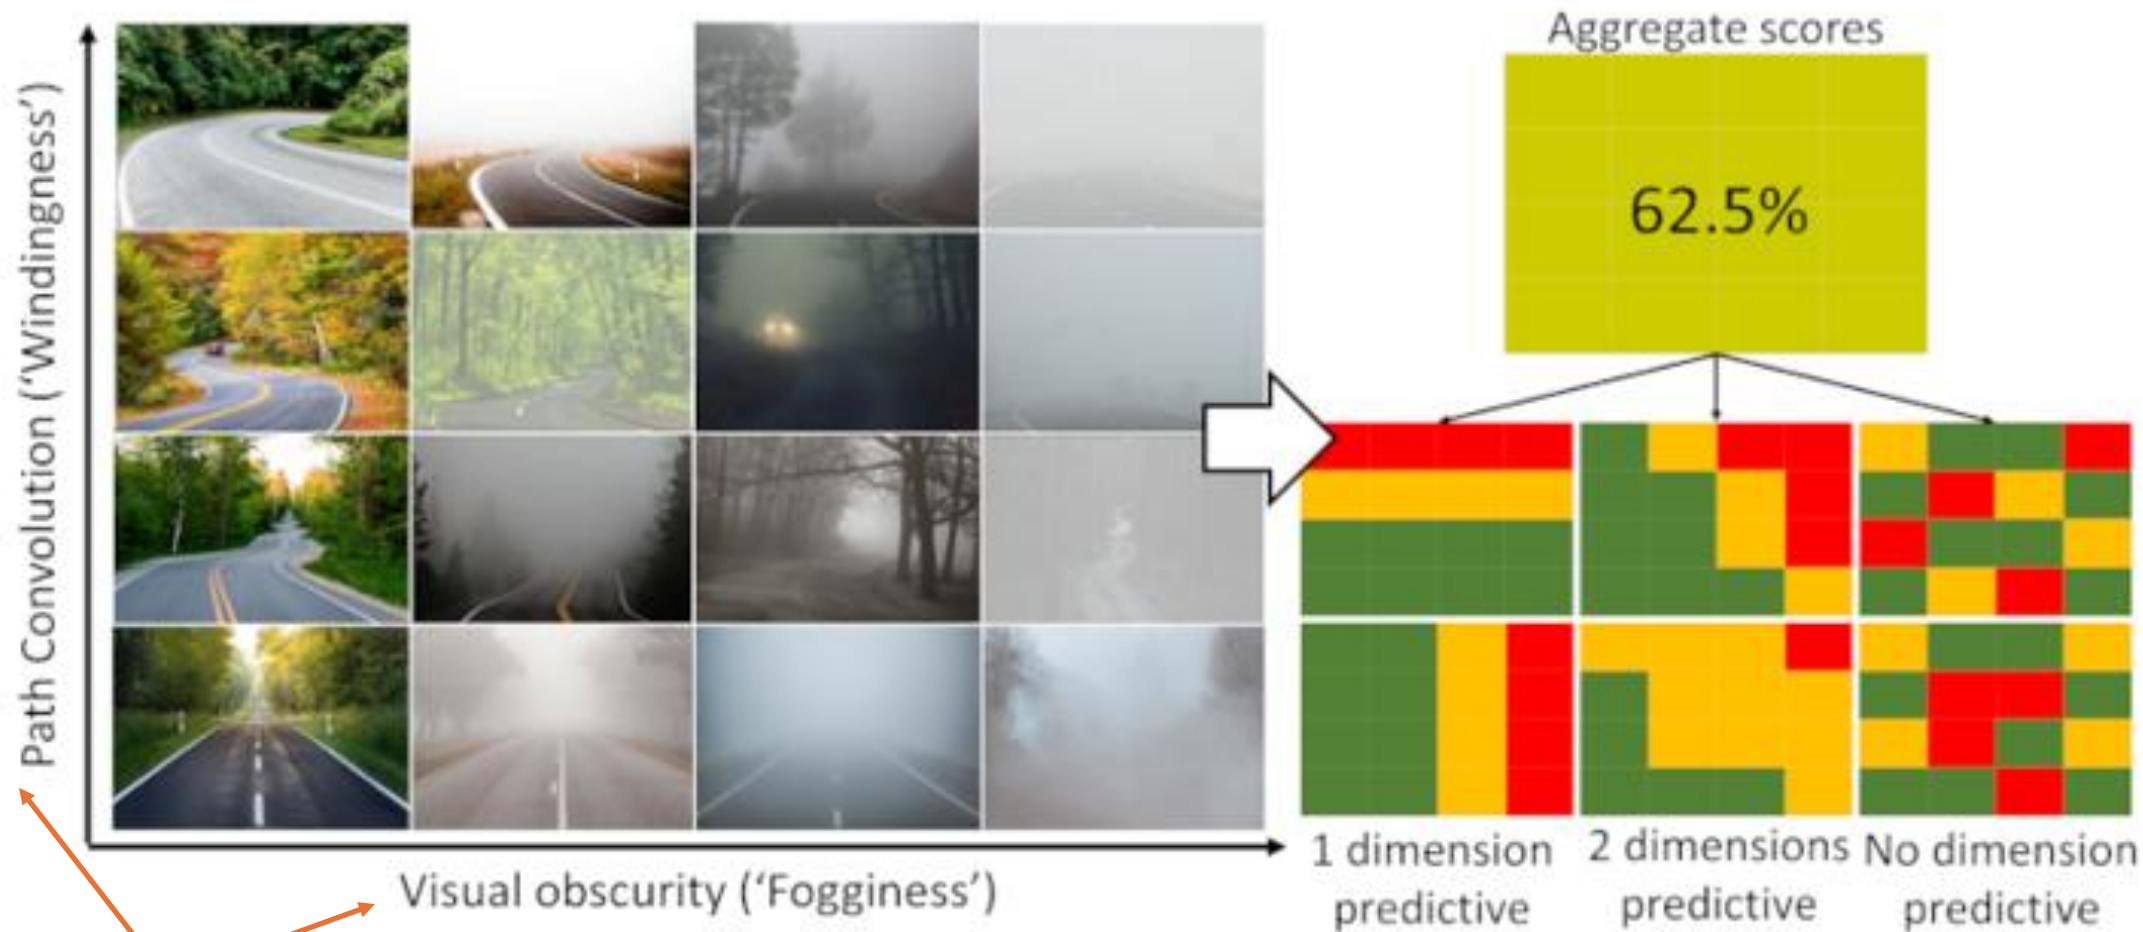 Path Convolution (‘Windingness’)
Visual obscurity (‘Fogginess’)
Aggregate scores
62.5%
1 dimension
predictive
2 dimensions
predictive
No dimension
predictive